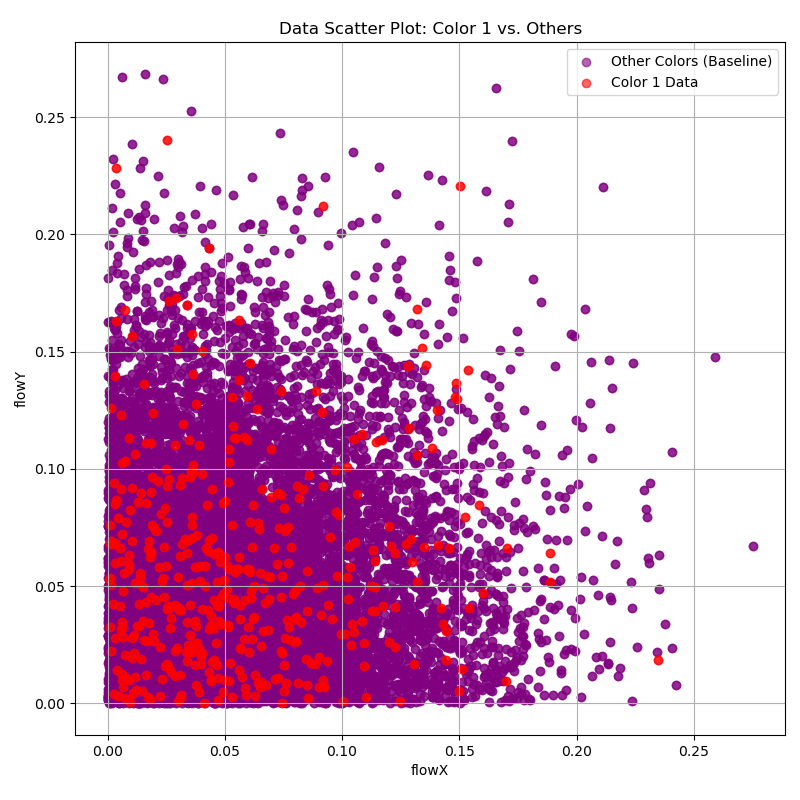 Data Scatter Plot: Color 1 vs. Others
Other Colors (Baseline)
Color 1 Data
flowY
0.25
0.20
0.15
0.10
0.05
0.00
0.00 0.05 0.10 0.15 0.20 0.25
flowX